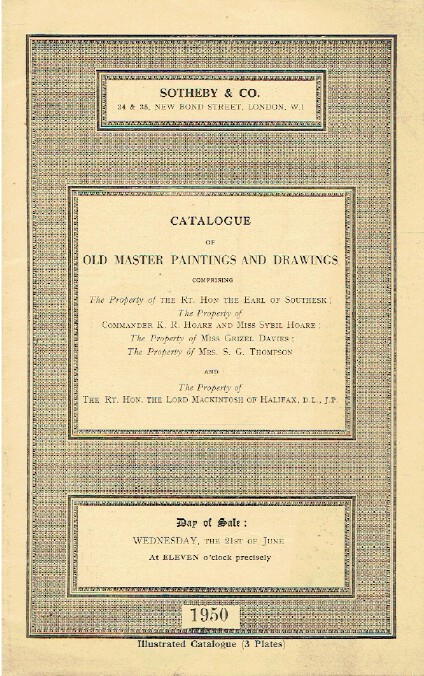 SOTHEBY & CO.
34 & 35, NEW BOND STREET, LONDON, W.1
CATALOGUE
OF
OLD MASTER PAINTINGS AND DRAWINGS
COMPRISING
The Property of THE RT. HON THE EARL OF SOUTHESK;
The Property of
COMMANDER K. R. HOARE AND MISS SYBIL HOARE;
The Property of MISS GRIZEL DAVIES;
The Property of MRS. S. G. THOMPSON
AND
The Property of
THE RT. HON. THE LORD MACKINTOSH OF HALIFAX, D.L., J.P.
Day of Sale:
WEDNESDAY, THE 21ST OF JUNE
At ELEVEN o'clock precisely
1950
Illustrated Catalogue (3 Plates)